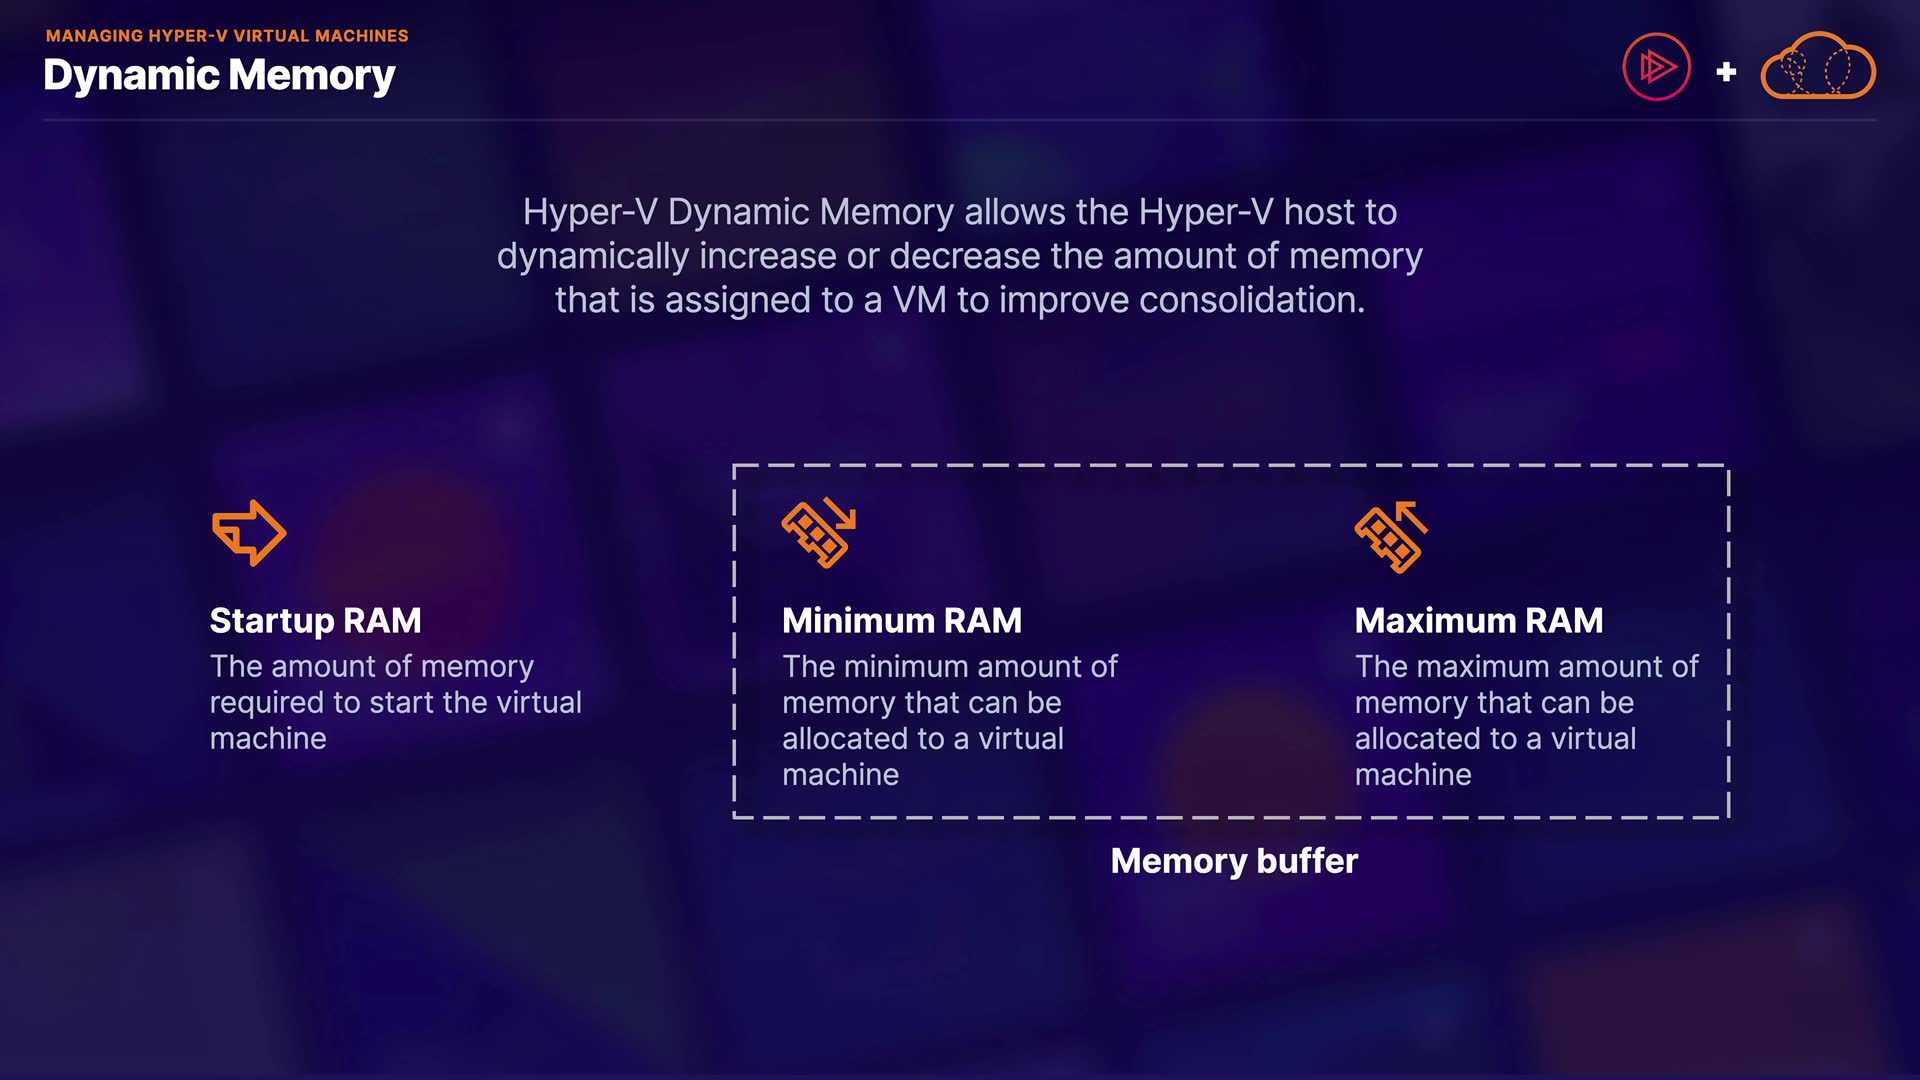 MANAGING HYPER-V VIRTUAL MACHINES
Dynamic Memory
Hyper-V Dynamic Memory allows the Hyper-V host to
dynamically increase or decrease the amount of memory
that is assigned to a VM to improve consolidation.
Startup RAM
The amount of memory
required to start the virtual
machine
Minimum RAM
The minimum amount of
memory that can be
allocated to a virtual
machine
Maximum RAM
The maximum amount of
memory that can be
allocated to a virtual
machine
Memory buffer